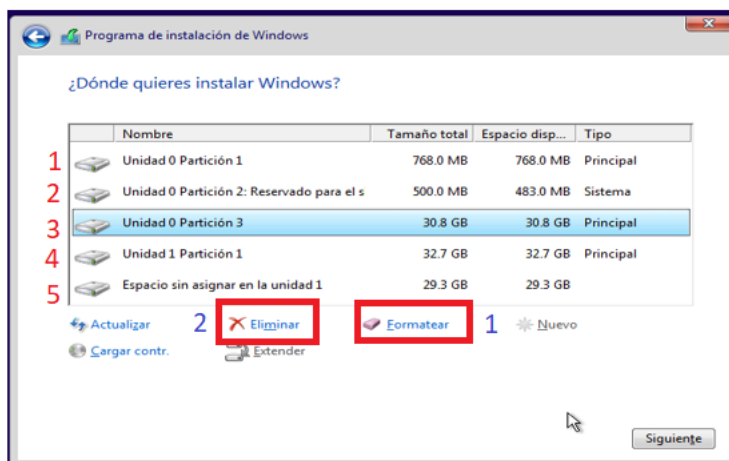 Programa de instalación de Windows
¿Dónde quieres instalar Windows?
Nombre Tamaño total Espacio disp... Tipo
1 Unidad 0 Partición 1 768.0 MB 768.0 MB Principal
2 Unidad 0 Partición 2: Reservado para el s 500.0 MB 483.0 MB Sistema
3 Unidad 0 Partición 3 30.8 GB 30.8 GB Principal
4 Unidad 1 Partición 1 32.7 GB 32.7 GB Principal
5 Espacio sin asignar en la unidad 1 29.3 GB 29.3 GB
Actualizar 2 Eliminar Formatear 1 Nuevo
Cargar contr. Extender
Siguiente